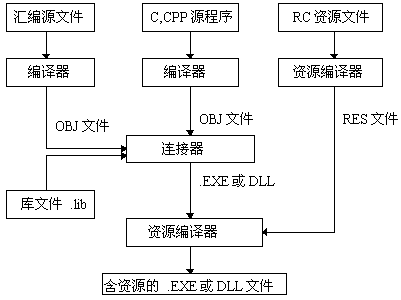 汇编源文件
C,CPP 源程序
RC 资源文件
编译器
编译器
资源编译器
OBJ 文件
OBJ 文件
RES 文件
连接器
.EXE 或 DLL
库文件 .lib
资源编译器
含资源的 .EXE 或 DLL 文件